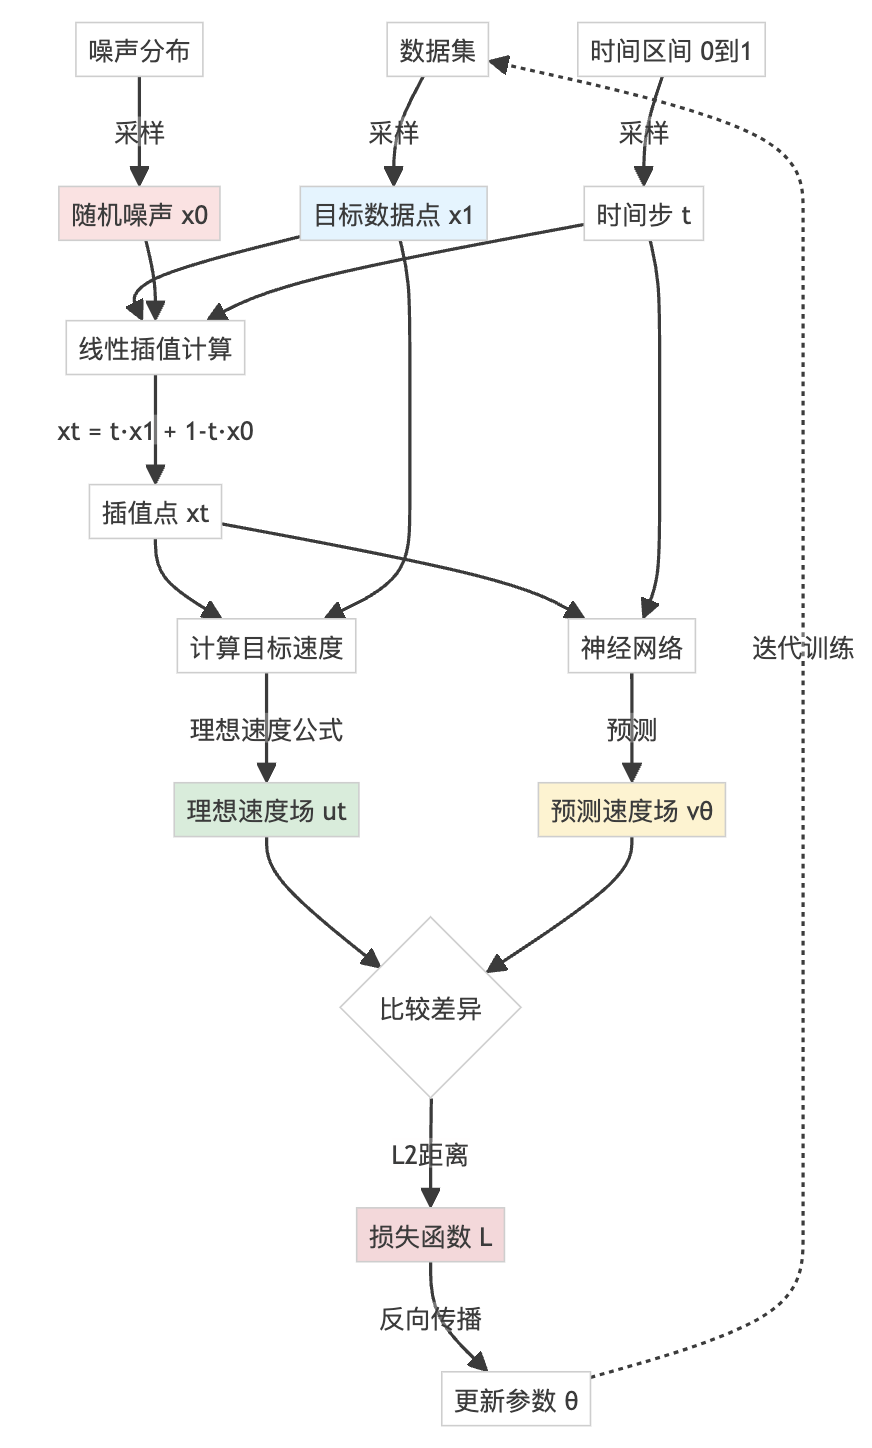 噪声分布
数据集
时间区间 0到1
采样
采样
采样
随机噪声 x0
目标数据点 x1
时间步 t
线性插值计算
xt = t·x1 + 1-t·x0
插值点 xt
计算目标速度
神经网络
迭代训练
理想速度公式
预测
理想速度场 ut
预测速度场 vθ
比较差异
L2距离
损失函数 L
反向传播
更新参数 θ